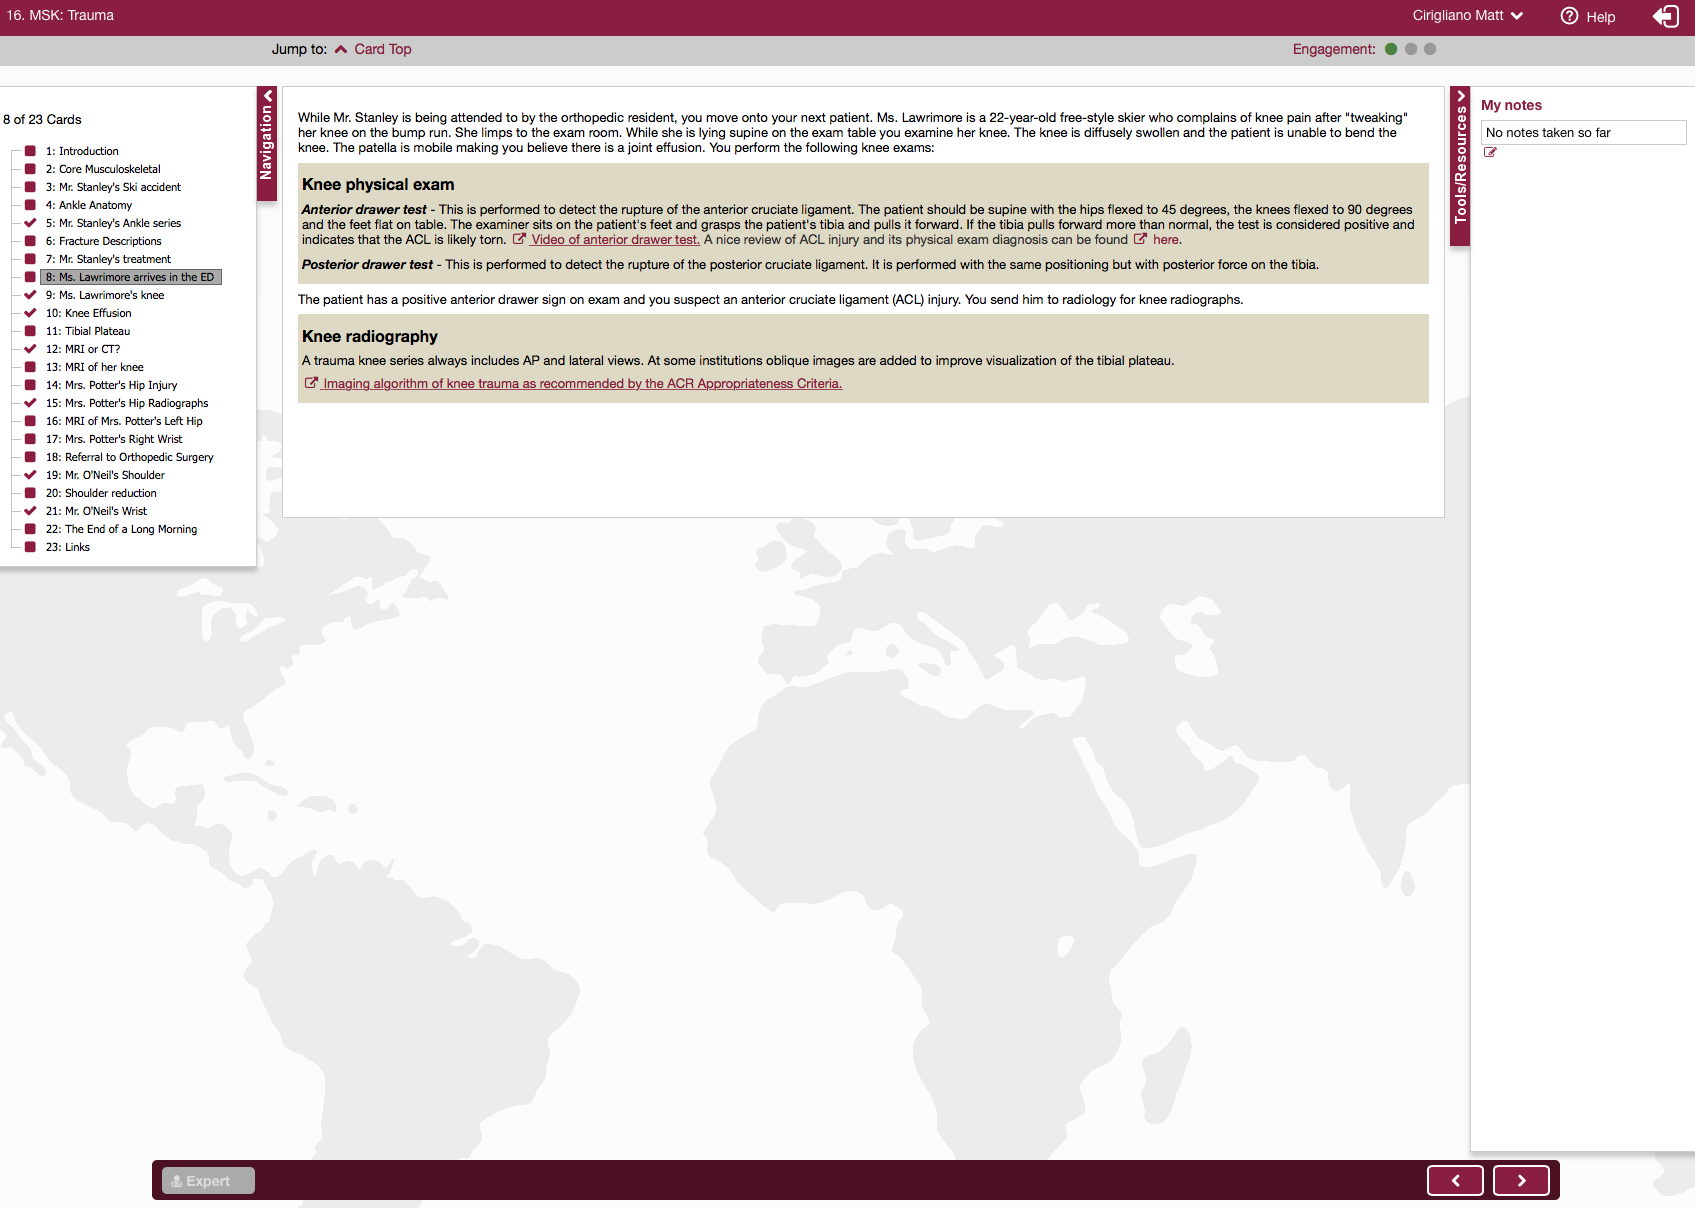 16. MSK: Trauma
Cirigliano Matt
Help
Jump to: Card Top
Engagement:
8 of 23 Cards
1: Introduction
2: Core Musculoskeletal
3: Mr. Stanley's Ski accident
4: Ankle Anatomy
5: Mr. Stanley's Ankle series
6: Fracture Descriptions
7: Mr. Stanley's treatment
8: Ms. Lawrimore arrives in the ED
9: Ms. Lawrimore's knee
10: Knee Effusion
11: Tibial Plateau
12: MRI or CT?
13: MRI of her knee
14: Mrs. Potter's Hip Injury
15: Mrs. Potter's Hip Radiographs
16: MRI of Mrs. Potter's Left Hip
17: Mrs. Potter's Right Wrist
18: Referral to Orthopedic Surgery
19: Mr. O'Neil's Shoulder
20: Shoulder reduction
21: Mr. O'Neil's Wrist
22: The End of a Long Morning
23: Links
Navigation
While Mr. Stanley is being attended to by the orthopedic resident, you move onto your next patient. Ms. Lawrimore is a 22-year-old free-style skier who complains of knee pain after "tweaking"
her knee on the bump run. She limps to the exam room. While she is lying supine on the exam table you examine her knee. The knee is diffusely swollen and the patient is unable to bend the
knee. The patella is mobile making you believe there is a joint effusion. You perform the following knee exams:
Knee physical exam
Anterior drawer test - This is performed to detect the rupture of the anterior cruciate ligament. The patient should be supine with the hips flexed to 45 degrees, the knees flexed to 90 degrees
and the feet flat on table. The examiner sits on the patient's feet and grasps the patient's tibia and pulls it forward. If the tibia pulls forward more than normal, the test is considered positive and
indicates that the ACL is likely torn. Video of anterior drawer test. A nice review of ACL injury and its physical exam diagnosis can be found here.
Posterior drawer test - This is performed to detect the rupture of the posterior cruciate ligament. It is performed with the same positioning but with posterior force on the tibia.
The patient has a positive anterior drawer sign on exam and you suspect an anterior cruciate ligament (ACL) injury. You send him to radiology for knee radiographs.
Knee radiography
A trauma knee series always includes AP and lateral views. At some institutions oblique images are added to improve visualization of the tibial plateau.
Imaging algorithm of knee trauma as recommended by the ACR Appropriateness Criteria.
Tools/Resources
My notes
No notes taken so far
Expert